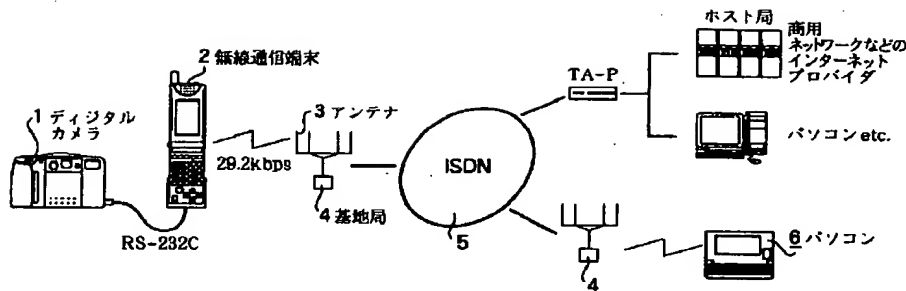 1 ディジタル
カメラ
2 無線通信端末
RS-232C
29.2kbps
3 アンテナ
4 基地局
ISDN
5
TA-P
ホスト局
商用
ネットワークなどの
インターネット
プロバイダ
パソコン etc.
4
6 パソコン